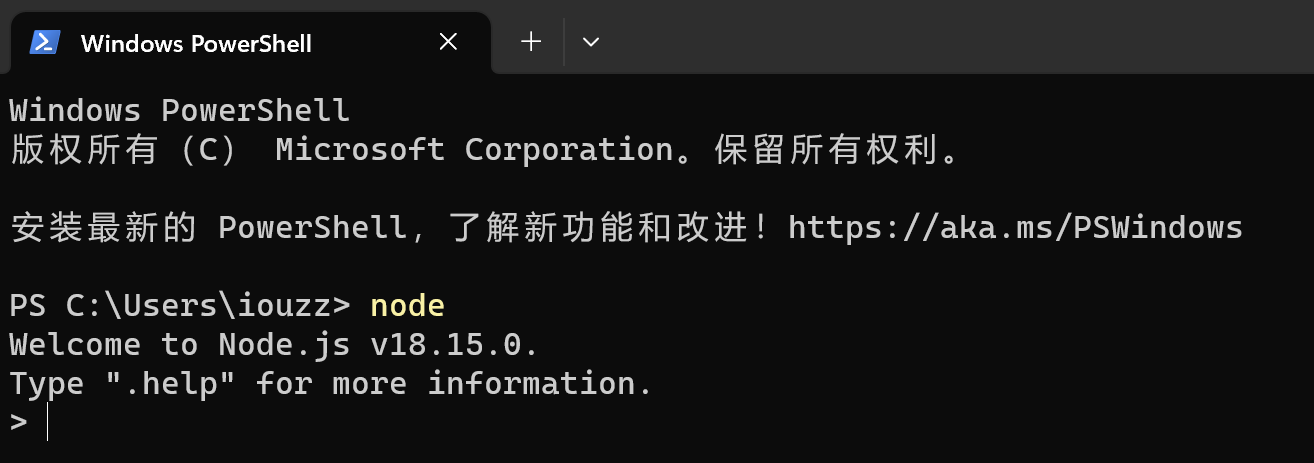 Windows PowerShell
Windows PowerShell
版权所有（C） Microsoft Corporation。保留所有权利。
安装最新的 PowerShell，了解新功能和改进！https://aka.ms/PSWindows
PS C:\Users\iouzz> node
Welcome to Node.js v18.15.0.
Type ".help" for more information.
>